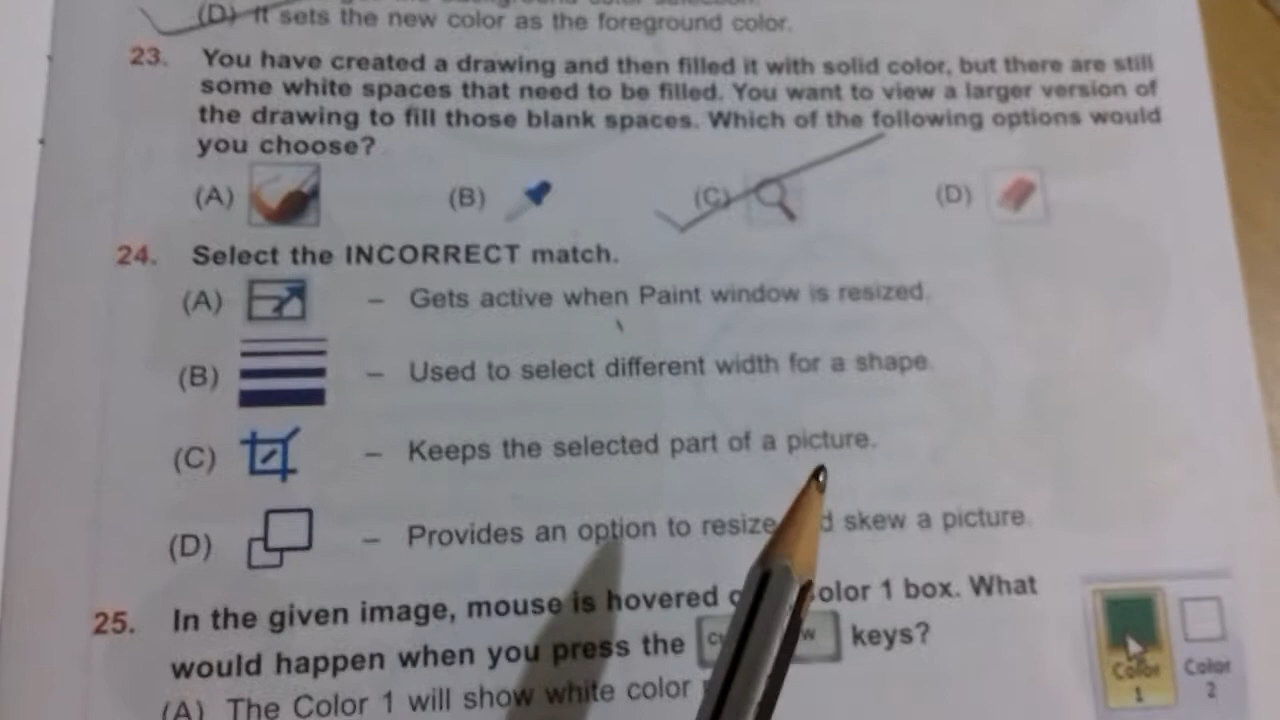 (D) It sets the new color as the foreground color.
23. You have created a drawing and then filled it with solid color, but there are still
some white spaces that need to be filled. You want to view a larger version of
the drawing to fill those blank spaces. Which of the following options would
you choose?
(A) (B) (C) (D)
24. Select the INCORRECT match.
(A) – Gets active when Paint window is resized.
(B) – Used to select different width for a shape.
(C) – Keeps the selected part of a picture.
(D) – Provides an option to resize skew a picture.
25. In the given image, mouse is hovered 1 box. What
would happen when you press the keys?
(A) The Color 1 will show white color
Color
1
Color
2